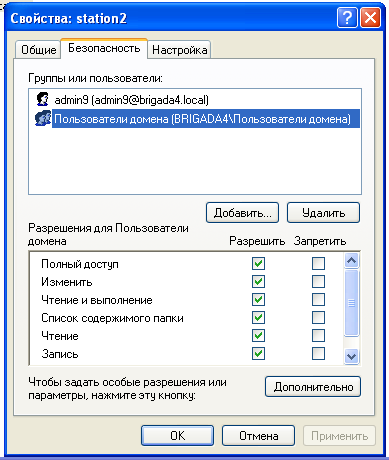 Свойства: station2
Общие Безопасность Настройка
Группы или пользователи:
admin9 (admin9@brigada4.local)
Пользователи домена (BRIGADA4\Пользователи домена)
Добавить... Удалить
Разрешения для Пользователи
домена Разрешить Запретить
Полный доступ
Изменить
Чтение и выполнение
Список содержимого папки
Чтение
Запись
Чтобы задать особые разрешения или
параметры, нажмите эту кнопку: Дополнительно
OK Отмена Применить